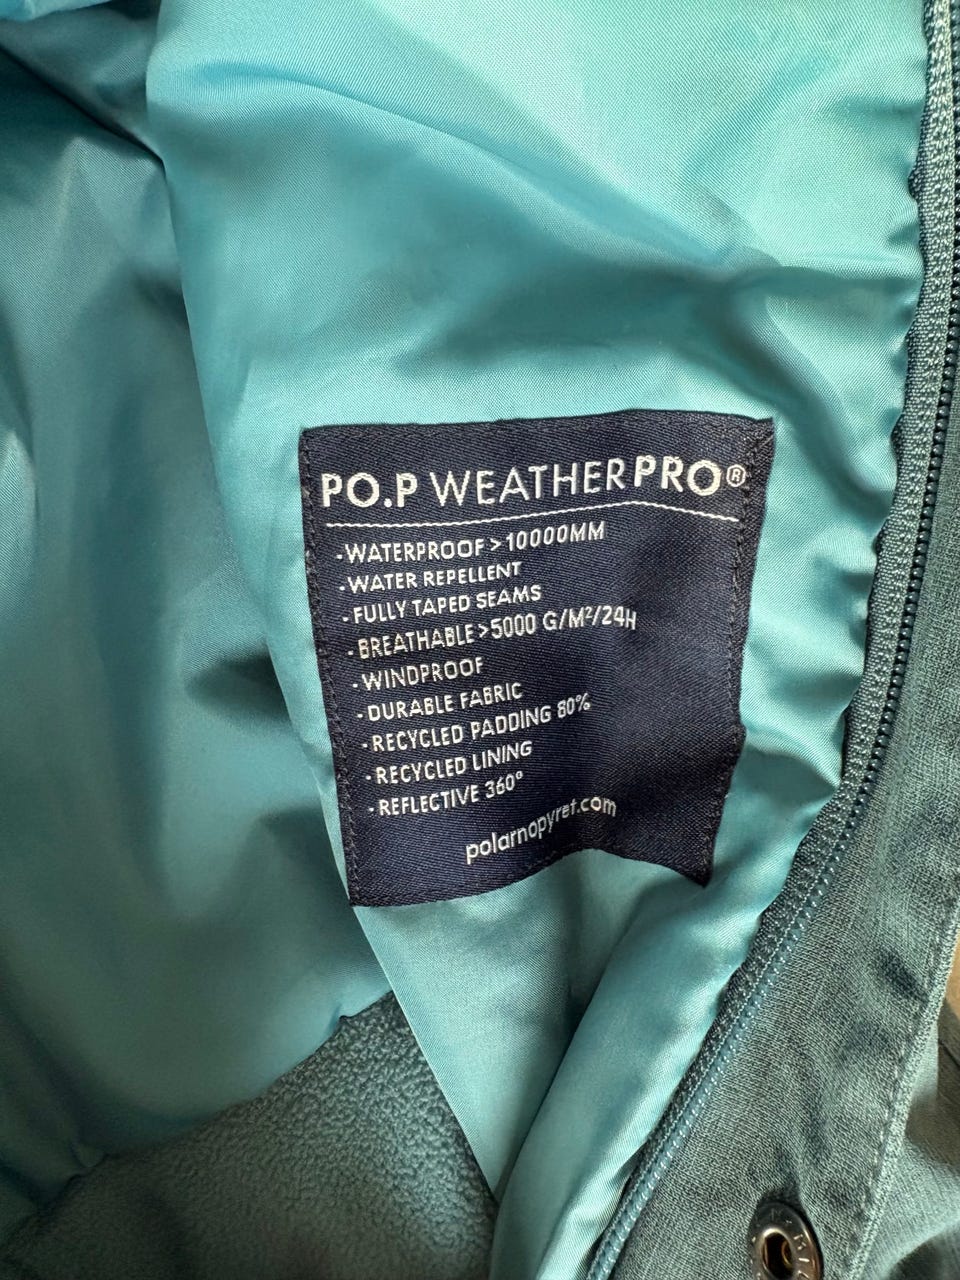 PO.P WEATHERPRO®
-WATERPROOF >10000MM
-WATER REPELLENT
-FULLY TAPED SEAMS
-BREATHABLE >5000 G/M²/24H
-WINDPROOF
-DURABLE FABRIC
-RECYCLED PADDING 80%
-RECYCLED LINING
-REFLECTIVE 360°
polarnopyret.com